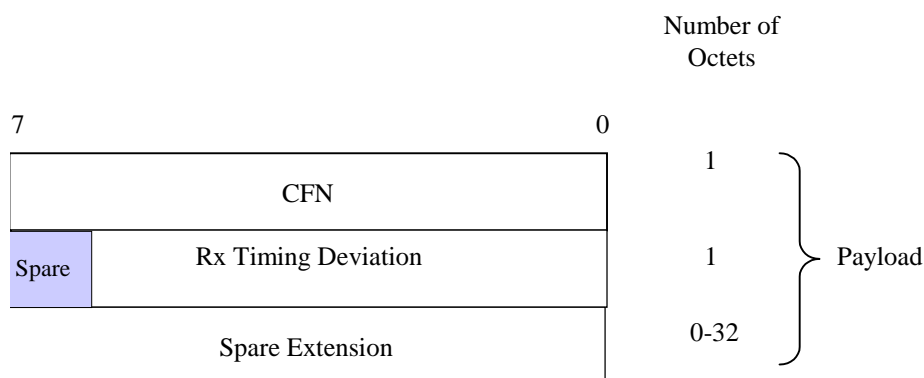 Number of
Octets
7 0
CFN 1
Spare Rx Timing Deviation 1 Payload
Spare Extension 0-32